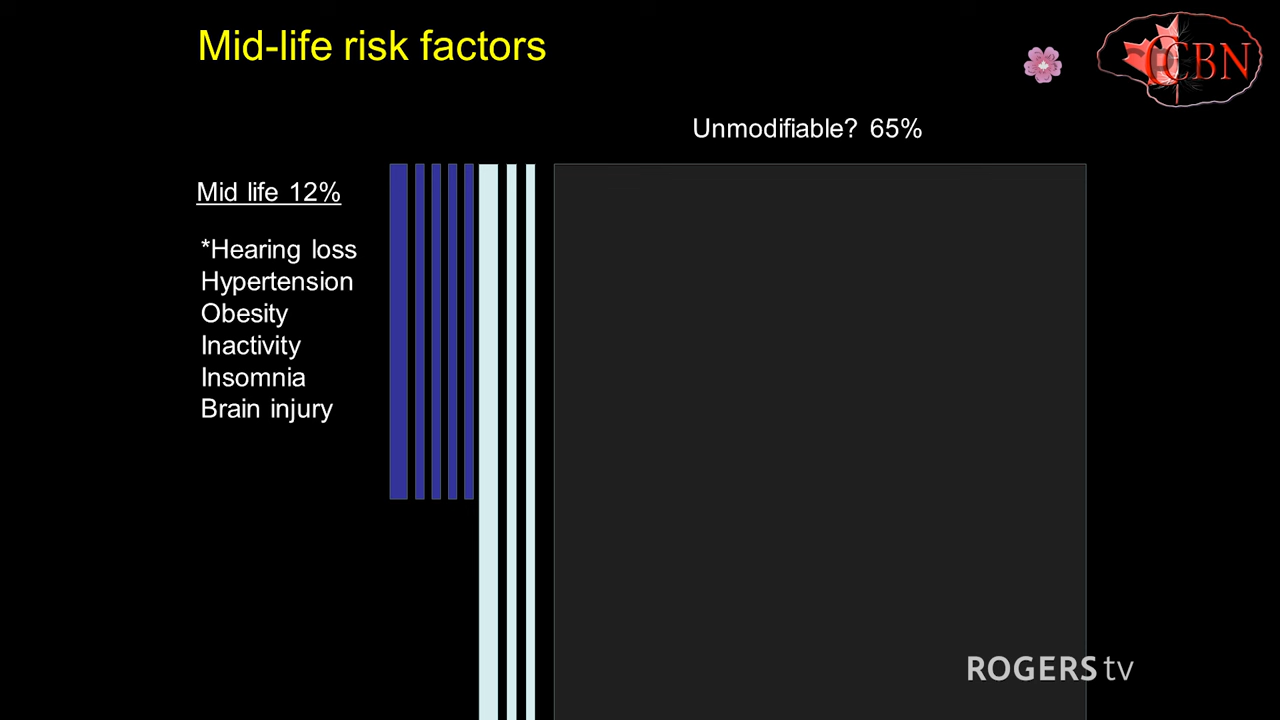 Mid-life risk factors
CCBN
Unmodifiable? 65%
Mid life 12%
*Hearing loss
Hypertension
Obesity
Inactivity
Insomnia
Brain injury
ROGERS tv